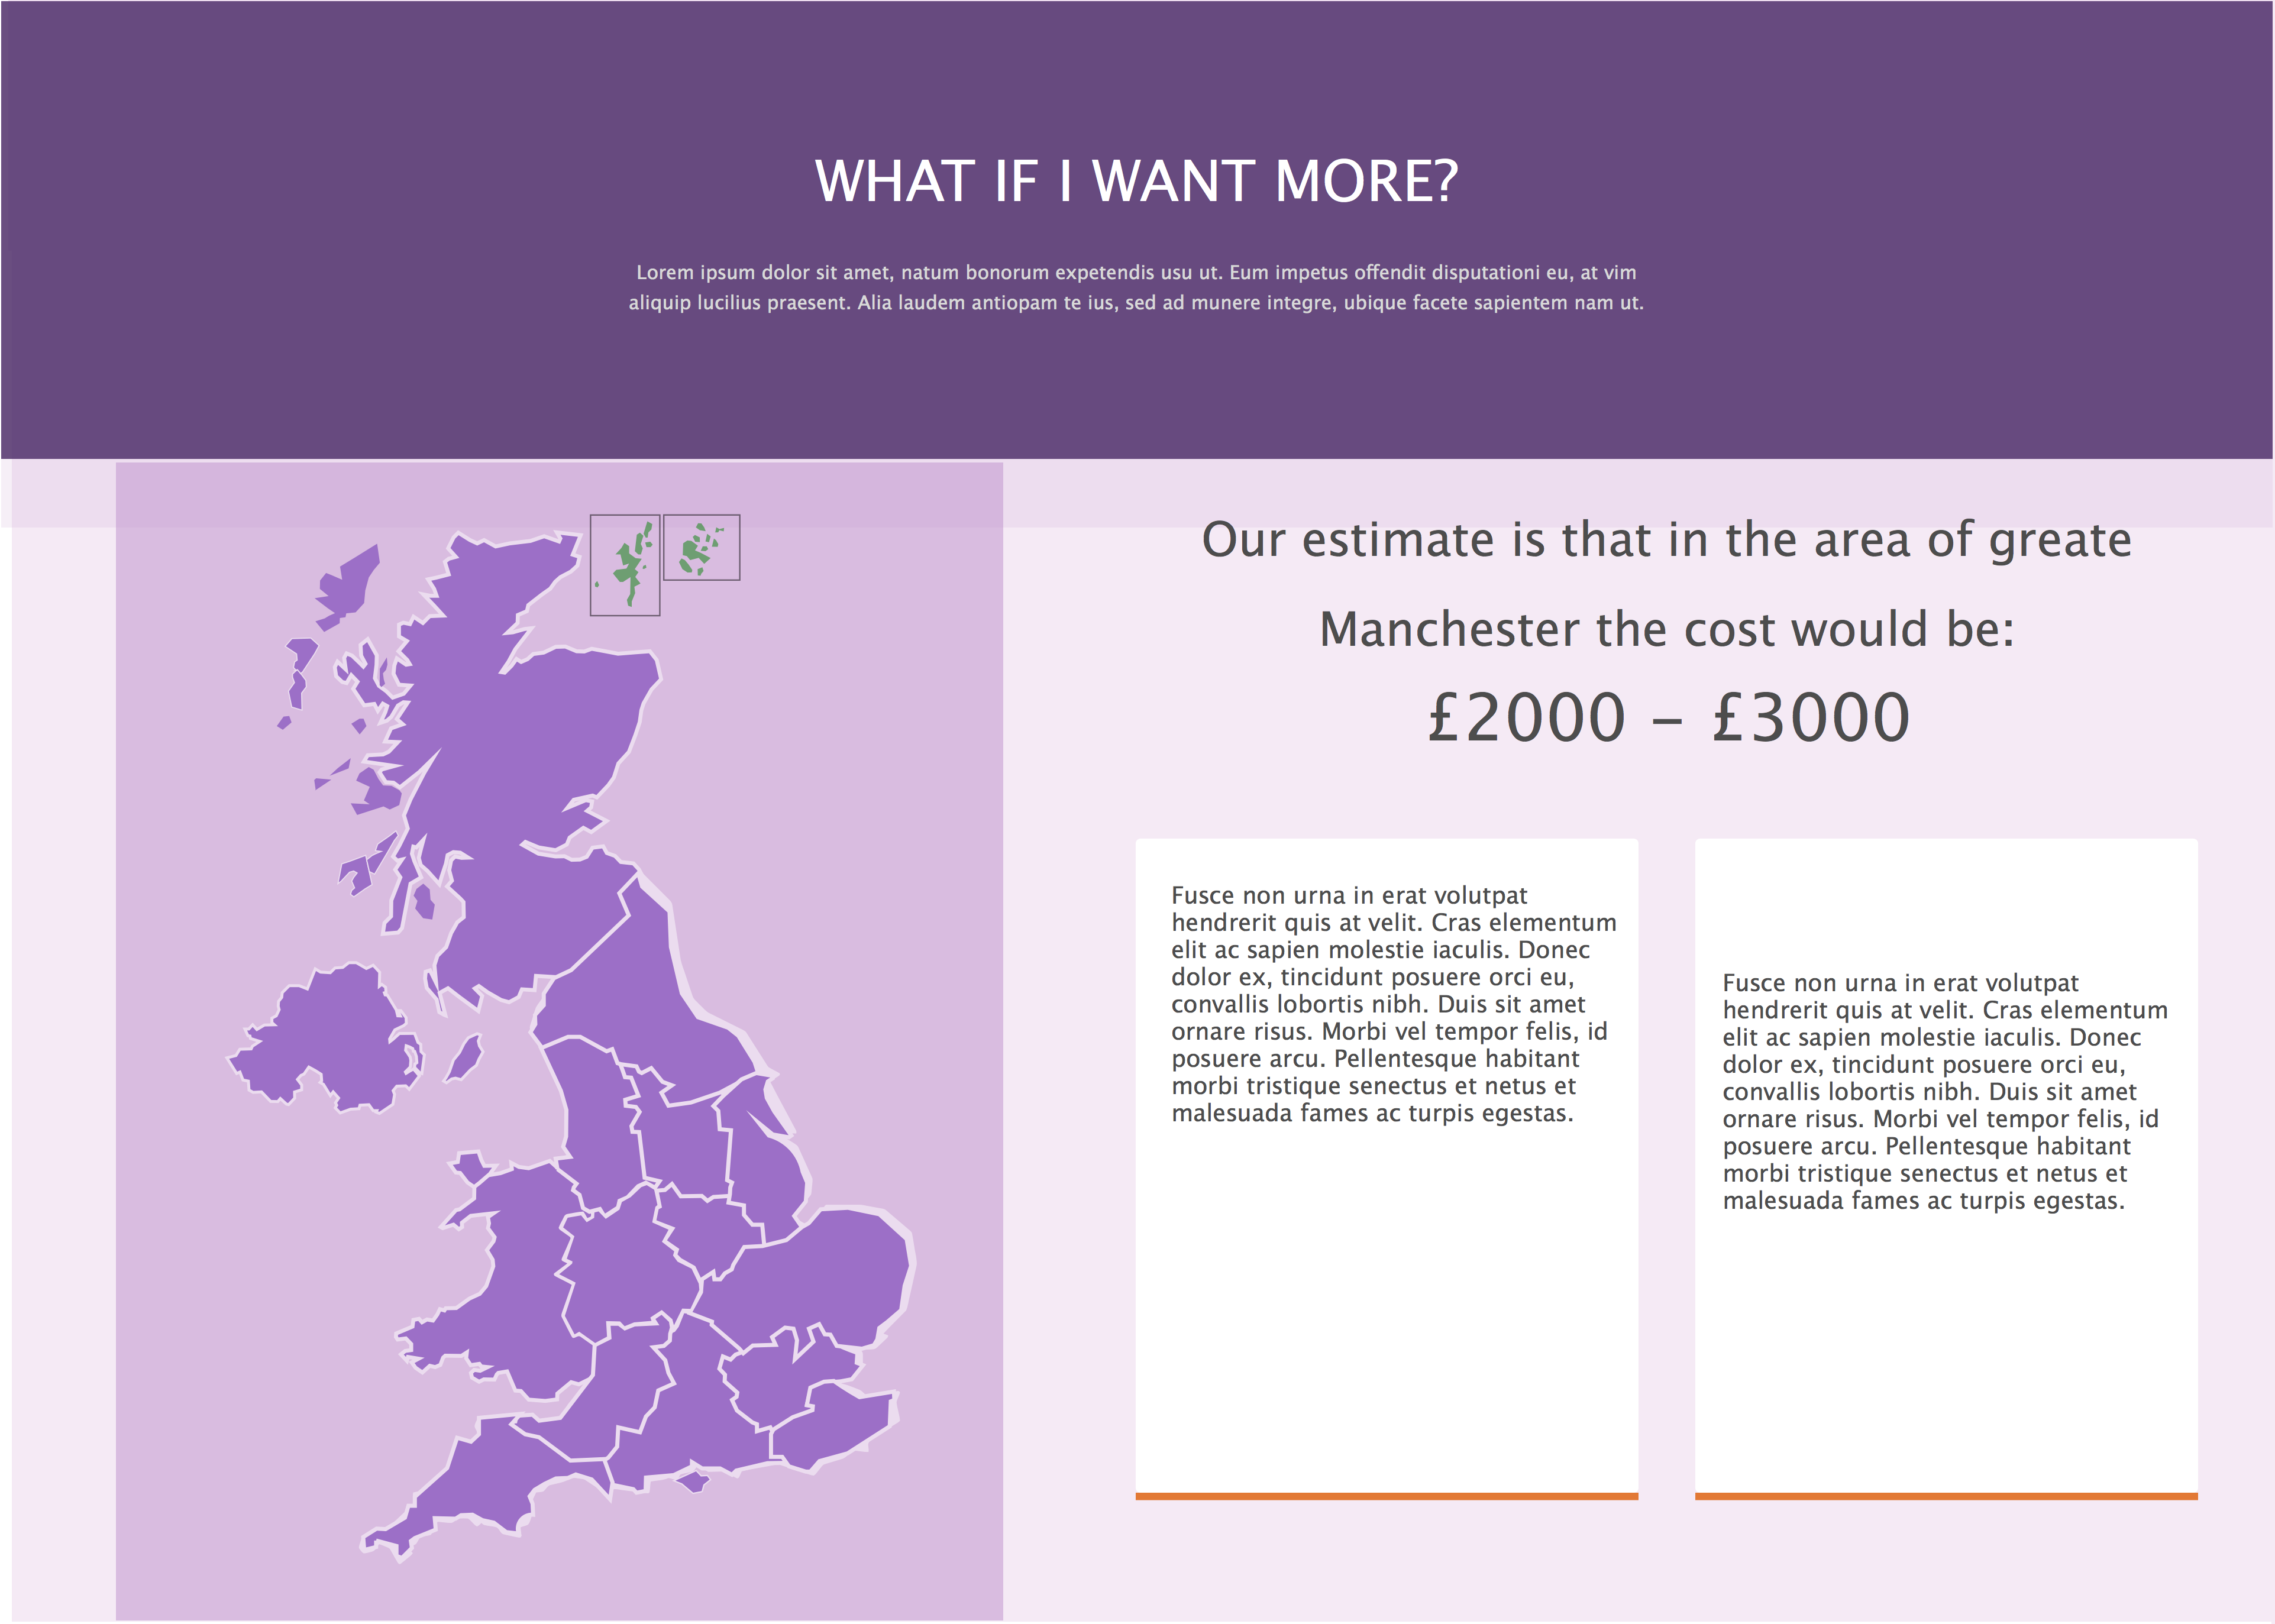 WHAT IF I WANT MORE?
Lorem ipsum dolor sit amet, natum bonorum expetendis usu ut. Eum impetus offendit disputationi eu, at vim
aliquip lucilius praesent. Alia laudem antiopam te ius, sed ad munere integre, ubique facete sapientem nam ut.
Our estimate is that in the area of greate
Manchester the cost would be:
£2000 – £3000
Fusce non urna in erat volutpat
hendrerit quis at velit. Cras elementum
elit ac sapien molestie iaculis. Donec
dolor ex, tincidunt posuere orci eu,
convallis lobortis nibh. Duis sit amet
ornare risus. Morbi vel tempor felis, id
posuere arcu. Pellentesque habitant
morbi tristique senectus et netus et
malesuada fames ac turpis egestas.
Fusce non urna in erat volutpat
hendrerit quis at velit. Cras elementum
elit ac sapien molestie iaculis. Donec
dolor ex, tincidunt posuere orci eu,
convallis lobortis nibh. Duis sit amet
ornare risus. Morbi vel tempor felis, id
posuere arcu. Pellentesque habitant
morbi tristique senectus et netus et
malesuada fames ac turpis egestas.